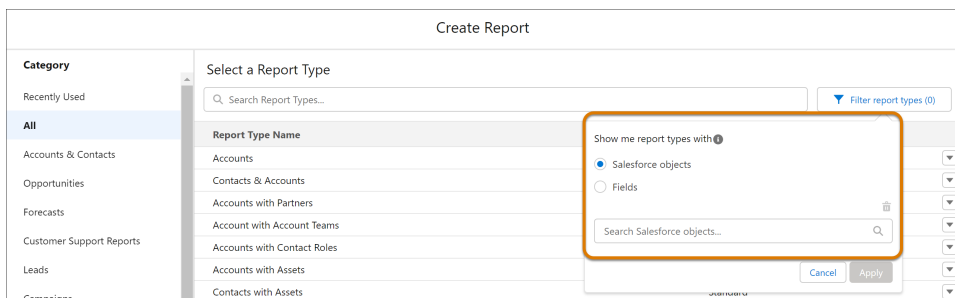 Create Report
Category
Recently Used
All
Accounts & Contacts
Opportunities
Forecasts
Customer Support Reports
Leads
Campaigns
Select a Report Type
Search Report Types...
Filter report types (0)
Report Type Name
Accounts
Contacts & Accounts
Accounts with Partners
Account with Account Teams
Accounts with Contact Roles
Accounts with Assets
Contacts with Assets
Standard
Show me report types with
Salesforce objects
Fields
Search Salesforce objects...
Cancel
Apply